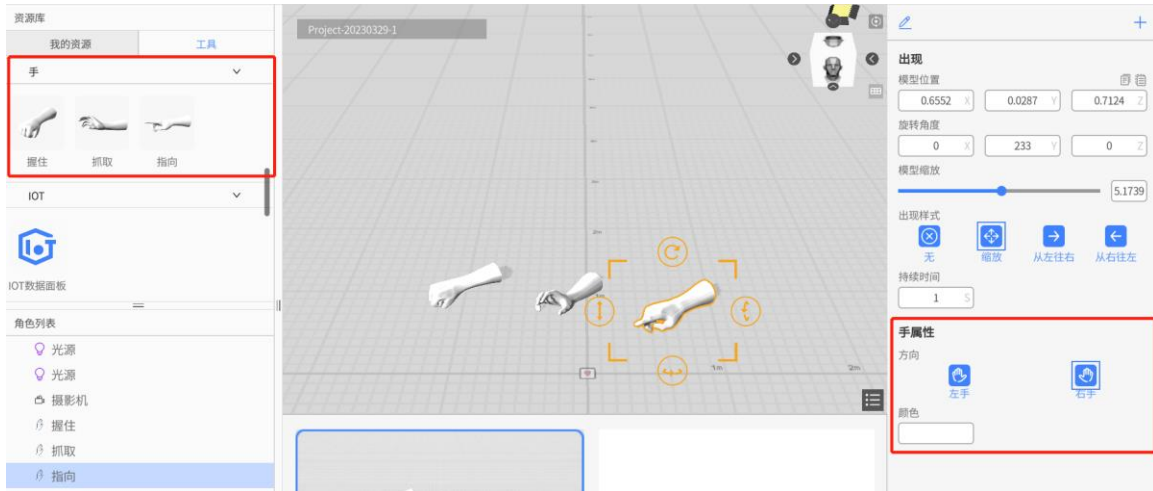 资源库
我的资源 工具
手
握住 抓取 指向
IOT
IoT
IOT数据面板
角色列表
光源
光源
摄影机
握住
抓取
指向
Project-20230329-1
2m
1m
2m
出现
模型位置
0.6552 X 0.0287 Y 0.7124 Z
旋转角度
0 X 233 Y 0 Z
模型缩放
5.1739
出现样式
无 缩放 从左往右 从右往左
持续时间
1 S
手属性
方向
左手 右手
颜色